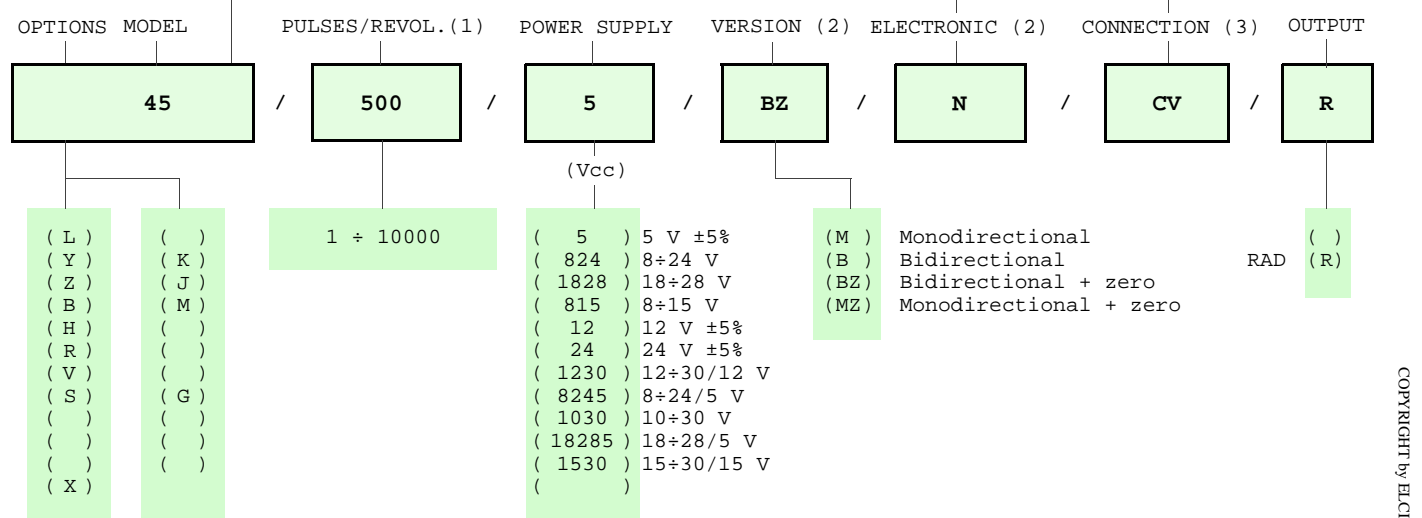 OPTIONS MODEL PULSES/REVOL.(1) POWER SUPPLY VERSION (2) ELECTRONIC (2) CONNECTION (3) OUTPUT
45 / 500 / 5 / BZ / N / CV / R
(Vcc)
(L) ( ) 1 ÷ 10000 ( 5 ) 5 V ±5% (M ) Monodirectional ( )
(Y) (K) ( 824 ) 8÷24 V (B ) Bidirectional RAD (R)
(Z) (J) ( 1828 ) 18÷28 V (BZ) Bidirectional + zero
(B) (M) ( 815 ) 8÷15 V (MZ) Monodirectional + zero
(H) ( ) ( 12 ) 12 V ±5%
(R) ( ) ( 24 ) 24 V ±5%
(V) ( ) ( 1230 ) 12÷30/12 V
(S) (G) ( 8245 ) 8÷24/5 V
( ) ( ) ( 1030 ) 10÷30 V
( ) ( ) ( 18285 ) 18÷28/5 V
( ) ( ) ( 1530 ) 15÷30/15 V
(X) ( )
COPYRIGHT by ELCI